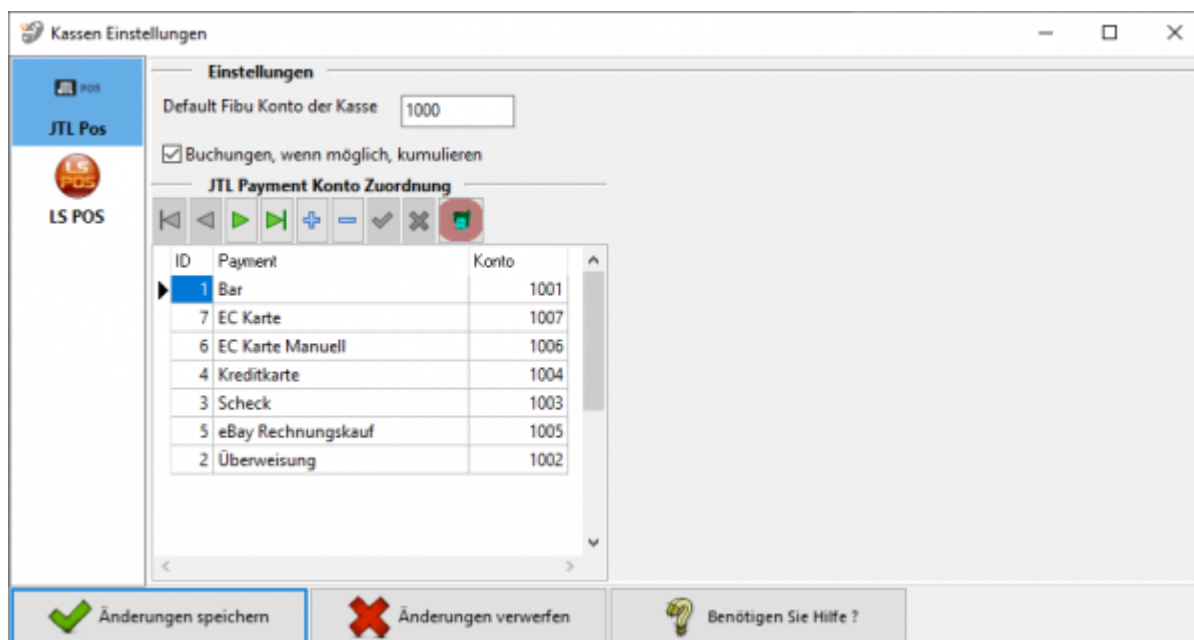 Kassen Einstellungen
POS
JTL Pos
LS
POS
LS POS
Einstellungen
Default Fibu Konto der Kasse 1000
Buchungen, wenn möglich, kumulieren
JTL Payment Konto Zuordnung
ID Payment Konto
1 Bar 1001
7 EC Karte 1007
6 EC Karte Manuell 1006
4 Kreditkarte 1004
3 Scheck 1003
5 eBay Rechnungskauf 1005
2 Überweisung 1002
Änderungen speichern Änderungen verwerfen Benötigen Sie Hilfe ?